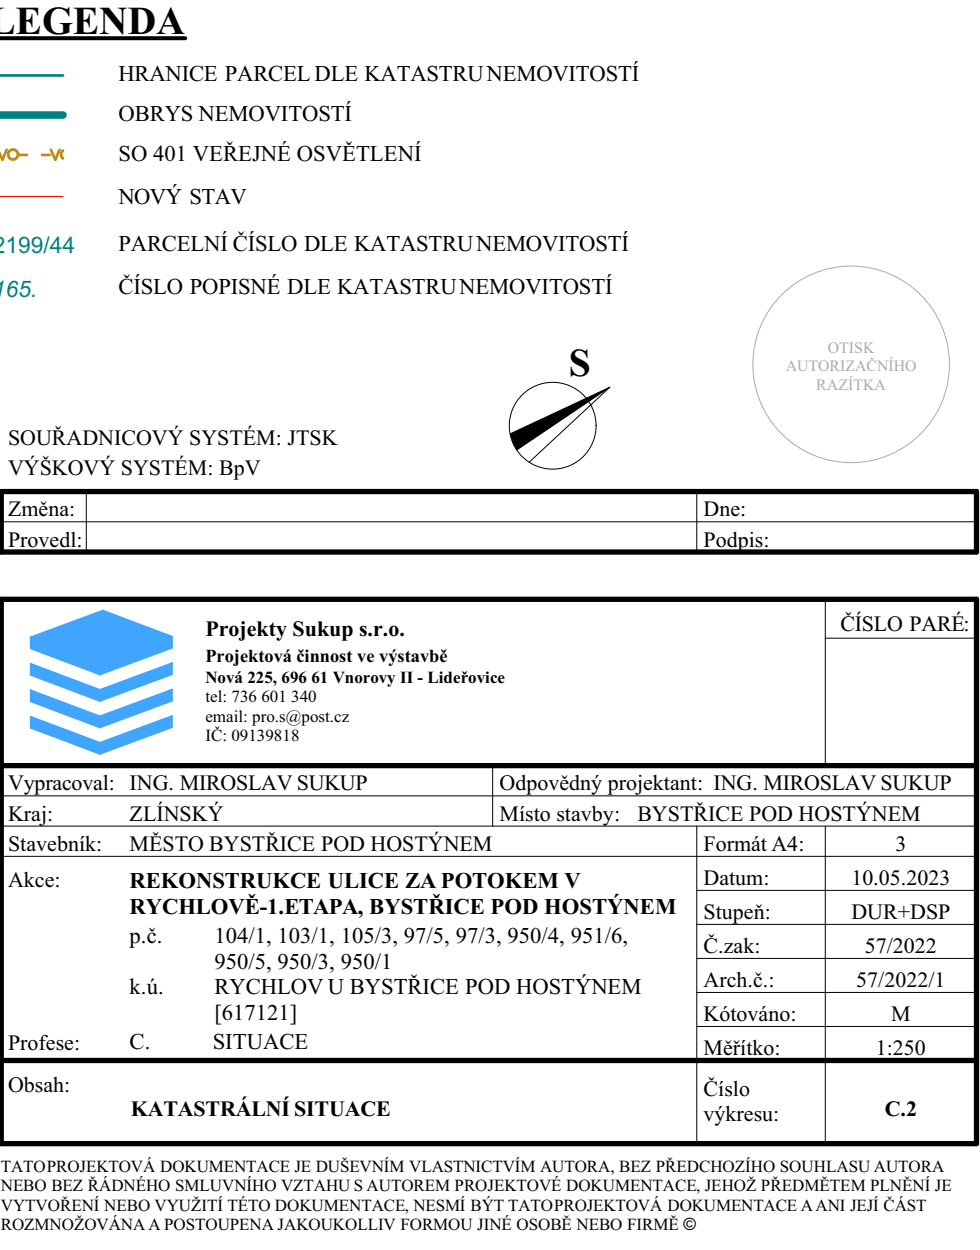 LEGENDA
HRANICE PARCEL DLE KATASTRU NEMOVITOSTÍ
OBRYS NEMOVITOSTÍ
VO- -V
SO 401 VEŘEJNÉ OSVĚTLENÍ
NOVÝ STAV
2199/44 PARCELNÍ ČÍSLO DLE KATASTRU NEMOVITOSTÍ
165. ČÍSLO POPISNÉ DLE KATASTRU NEMOVITOSTÍ
OTISK
AUTORIZAČNÍHO
RAZÍTKA
S
SOUŘADNICOVÝ SYSTÉM: JTSK
VÝŠKOVÝ SYSTÉM: BpV
Změna: Dne:
Provedl: Podpis:
Projekty Sukup s.r.o.
Projektová činnost ve výstavbě
Nová 225, 696 61 Vnorovy II - Lideřovice
tel: 736 601 340
email: pro.s@post.cz
IČ: 09139818
ČÍSLO PARÉ:
Vypracoval: ING. MIROSLAV SUKUP Odpovědný projektant: ING. MIROSLAV SUKUP
Kraj: ZLÍNSKÝ Místo stavby: BYSTŘICE POD HOSTÝNEM
Stavebník: MĚSTO BYSTŘICE POD HOSTÝNEM Formát A4: 3
Akce: REKONSTRUKCE ULICE ZA POTOKEM V
RYCHLOVĚ-1.ETAPA, BYSTŘICE POD HOSTÝNEM
p.č. 104/1, 103/1, 105/3, 97/5, 97/3, 950/4, 951/6,
950/5, 950/3, 950/1
k.ú. RYCHLOV U BYSTŘICE POD HOSTÝNEM
[617121]
Profese: C. SITUACE
Datum: 10.05.2023
Stupeň: DUR+DSP
Č.zak: 57/2022
Arch.č.: 57/2022/1
Kótováno: M
Měřítko: 1:250
Obsah:
KATASTRÁLNÍ SITUACE
Číslo
výkresu: C.2
TATOPROJEKTOVÁ DOKUMENTACE JE DUŠEVNÍM VLASTNICTVÍM AUTORA, BEZ PŘEDCHOZÍHO SOUHLASU AUTORA
NEBO BEZ ŘÁDNÉHO SMLUVNÍHO VZTAHU S AUTOREM PROJEKTOVÉ DOKUMENTACE, JEHOŽ PŘEDMĚTEM PLNĚNÍ JE
VYTVOŘENÍ NEBO VYUŽITÍ TÉTO DOKUMENTACE, NESMÍ BÝT TATOPROJEKTOVÁ DOKUMENTACE A ANI JEJÍ ČÁST
ROZMNOŽOVÁNA A POSTOUPENA JAKOUKOLLIV FORMOU JINÉ OSOBĚ NEBO FIRMĚ ©